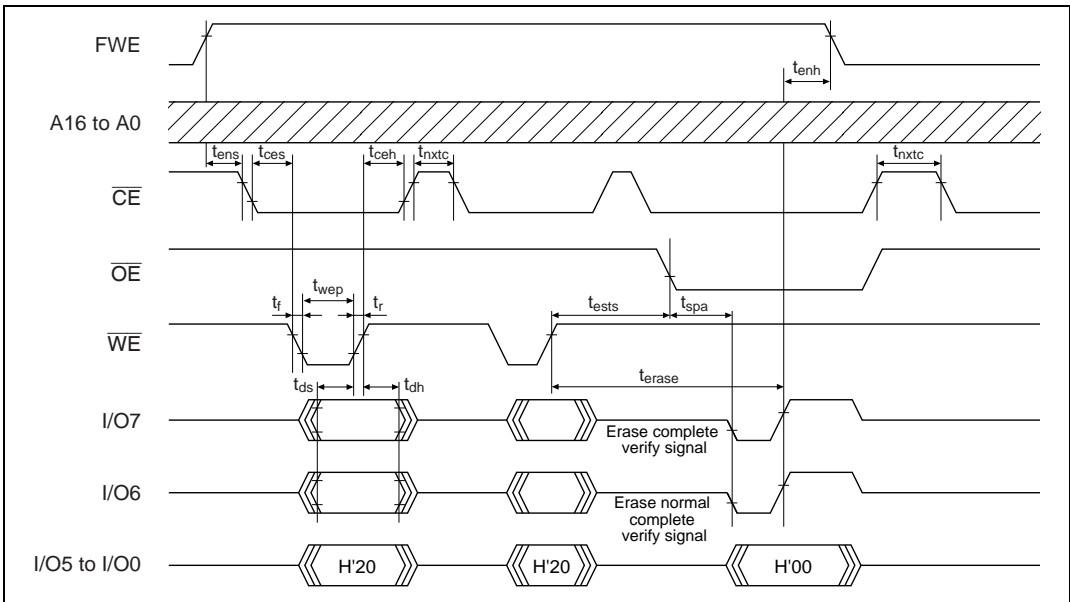 FWE
tenh
A16 to A0
tens
tces
tceh
tnxtc
tnxtc
CE
OE
twep
tf
tr
tests
tspa
WE
terase
tds
tdh
I/O7
Erase complete
verify signal
I/O6
Erase normal
complete
verify signal
I/O5 to I/O0
H'20
H'20
H'00